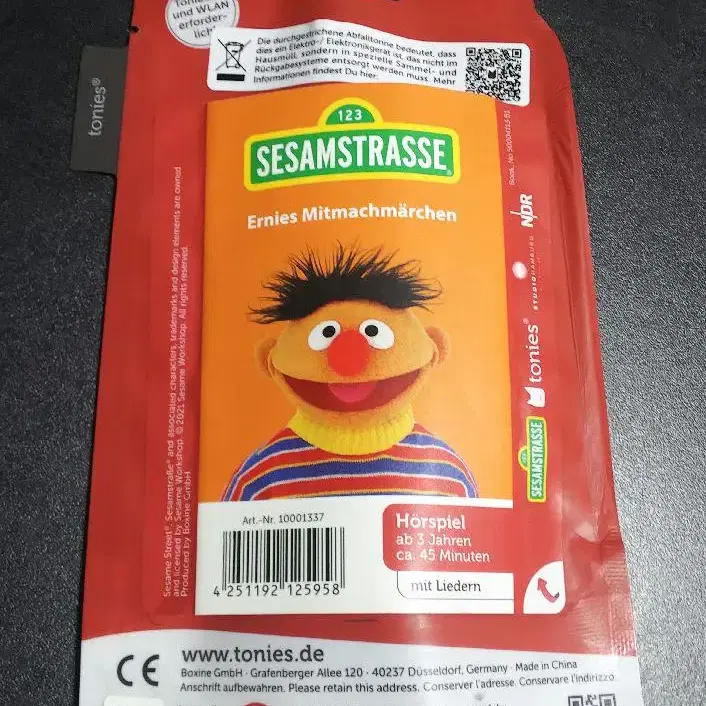 tonies
und WLAN
erforder-
lich
Die durchgestrichene Abfalltonne bedeutet, dass
dies ein Elektro-/ Elektronikgerät ist, das nicht im
Hausmüll, sondern in spezielle Sammel- und
Rückgabesysteme entsorgt werden muss. Mehr
Informationen findest Du hier:
tonies®
123
SESAMSTRASSE®
Ernies Mitmachmärchen
NDR
STUDIO HAMBURG
tonies®
SESAMSTRASSE
Sesame Street®, Sesamstraße® and associated characters, trademarks and design elements are owned
and licensed by Sesame Workshop. © 2021 Sesame Workshop. All rights reserved.
Produced by Boxine GmbH
Art.-Nr. 10001337
4 251192 125958
Hörspiel
ab 3 Jahren
ca. 45 Minuten
mit Liedern
CE
www.tonies.de
Boxine GmbH · Grafenberger Allee 120 · 40237 Düsseldorf, Germany · Made in China
Anschrift aufbewahren. Please retain this address. Conserver l'adresse. Conservare l'indirizzo